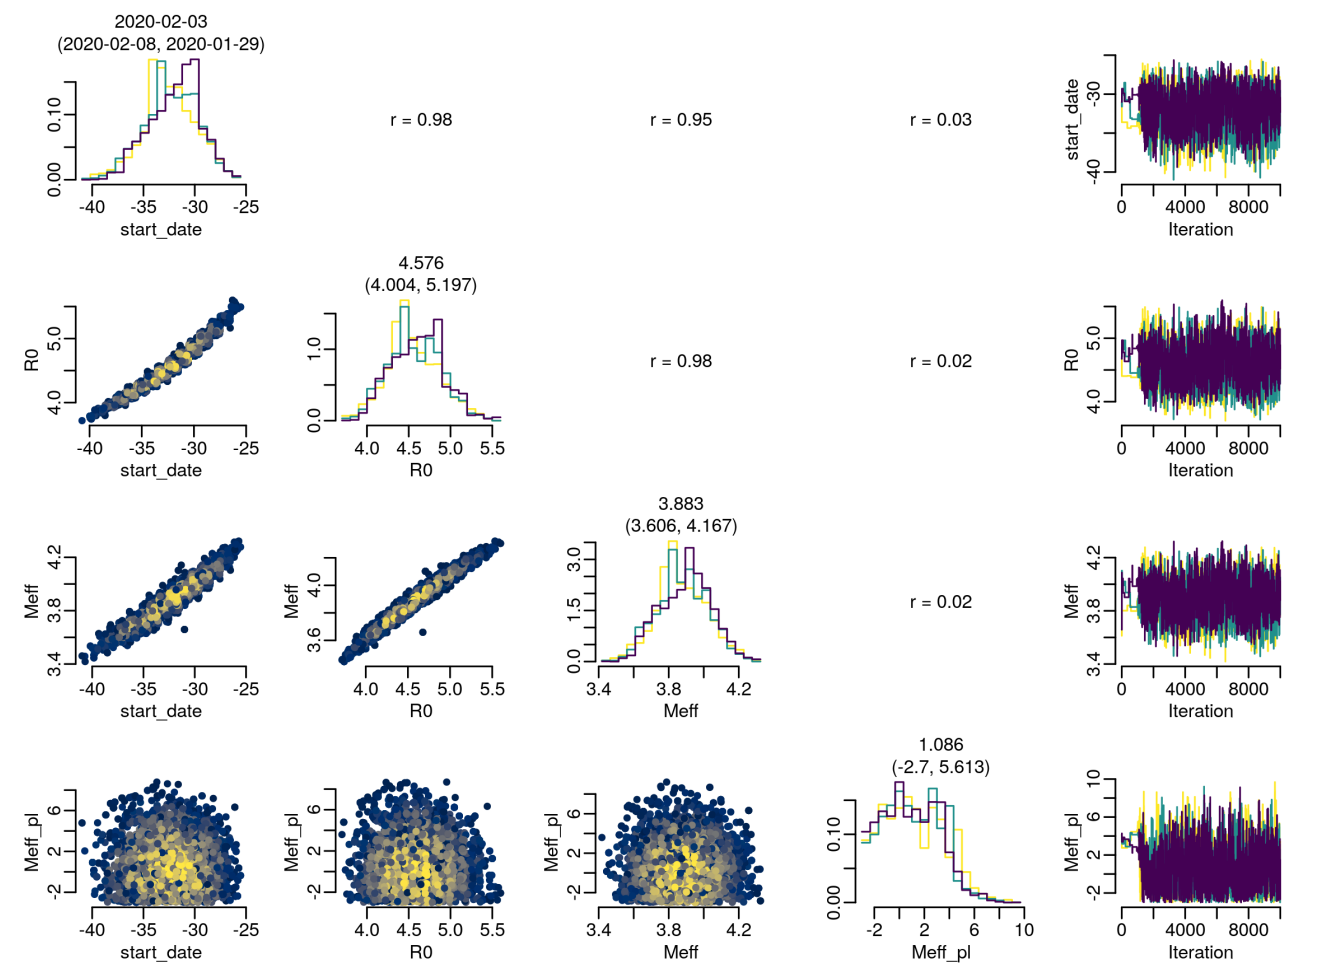 2020-02-03
(2020-02-08, 2020-01-29)
0.00 0.10
-40 -35 -30 -25
start_date
r = 0.98
r = 0.95
r = 0.03
start_date
-40 -30
0 4000 8000
Iteration
R0
4.0 5.0
-40 -35 -30 -25
start_date
4.576
(4.004, 5.197)
0.0 1.0
4.0 4.5 5.0 5.5
R0
r = 0.98
r = 0.02
R0
4.0 5.0
0 4000 8000
Iteration
Meff
3.4 3.8 4.2
-40 -35 -30 -25
start_date
Meff
3.6 4.0
4.0 4.5 5.0 5.5
R0
3.883
(3.606, 4.167)
0.0 1.5 3.0
3.4 3.8 4.2
Meff
r = 0.02
Meff
3.4 3.8 4.2
0 4000 8000
Iteration
Meff_pl
-2 2 6
-40 -35 -30 -25
start_date
Meff_pl
-2 2 6
4.0 4.5 5.0 5.5
R0
Meff_pl
-2 2 6
3.4 3.8 4.2
Meff
1.086
(-2.7, 5.613)
0.00 0.10
-2 2 6 10
Meff_pl
Meff_pl
-2 2 6 10
0 4000 8000
Iteration